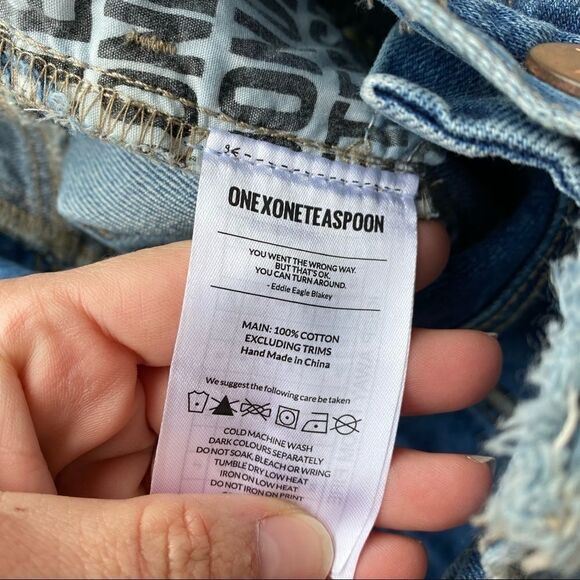 ONEXONETEASPOON
YOU WENT THE WRONG WAY.
BUT THAT'S OK.
YOU CAN TURN AROUND.
- Eddie Eagle Blakey
MAIN: 100% COTTON
EXCLUDING TRIMS
Hand Made in China
We suggest the following care be taken
COLD MACHINE WASH
DARK COLOURS SEPARATELY
DO NOT SOAK, BLEACH OR WRING
TUMBLE DRY LOW HEAT
IRON ON LOW HEAT
DO NOT IRON ON PRINT